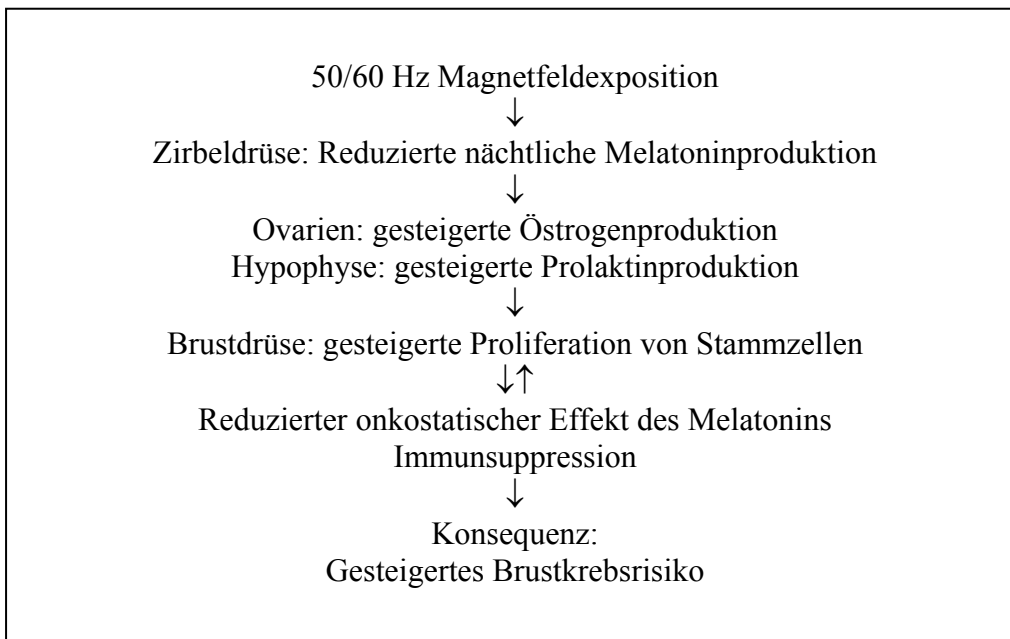 50/60 Hz Magnetfeldexposition
↓
Zirbeldrüse: Reduzierte nächtliche Melatoninproduktion
↓
Ovarien: gesteigerte Östrogenproduktion
Hypophyse: gesteigerte Prolaktinproduktion
↓
Brustdrüse: gesteigerte Proliferation von Stammzellen
↓↑
Reduzierter onkostatischer Effekt des Melatonins
Immunsuppression
↓
Konsequenz:
Gesteigertes Brustkrebsrisiko